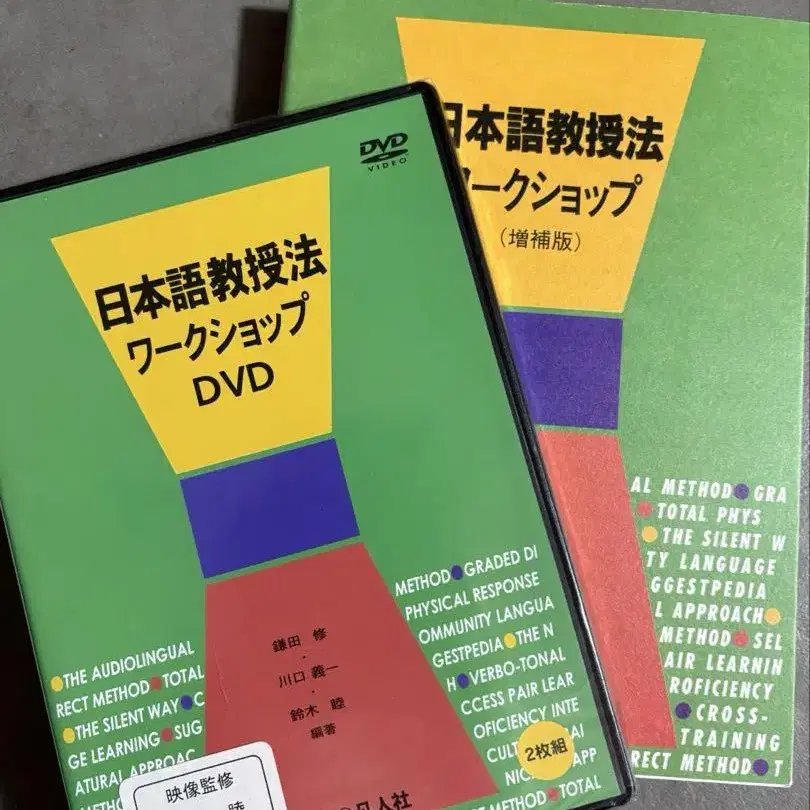 DVD
VIDEO
日本語教授法
ワークショップ
DVD
METHOD GRADED DI
PHYSICAL RESPONSE
OMMUNITY LANGUA
GESTPEDIA THE N
H VERBO-TONAL
CCESS PAIR LEAR
OFICIENCY INTE
THE AUDIOLINGUAL
RECT METHOD TOTAL
THE SILENT WAY C
GE LEARNING SUG
ATURAL APPROAC
鎌田 修
・
川口 義一
・
鈴木 睦
編著
2枚組
METHOD TOTAL
凡人社
映像監修
睦
日本語教授法
ワークショップ
(増補版)
AL METHOD GRA
TOTAL PHYS
THE SILENT W
TY LANGUAGE
GGESTPEDIA
L APPROACH
METHOD SEL
AIR LEARNIN
ROFICIENCY
CROSS-
TRAINING
RECT METHOD T